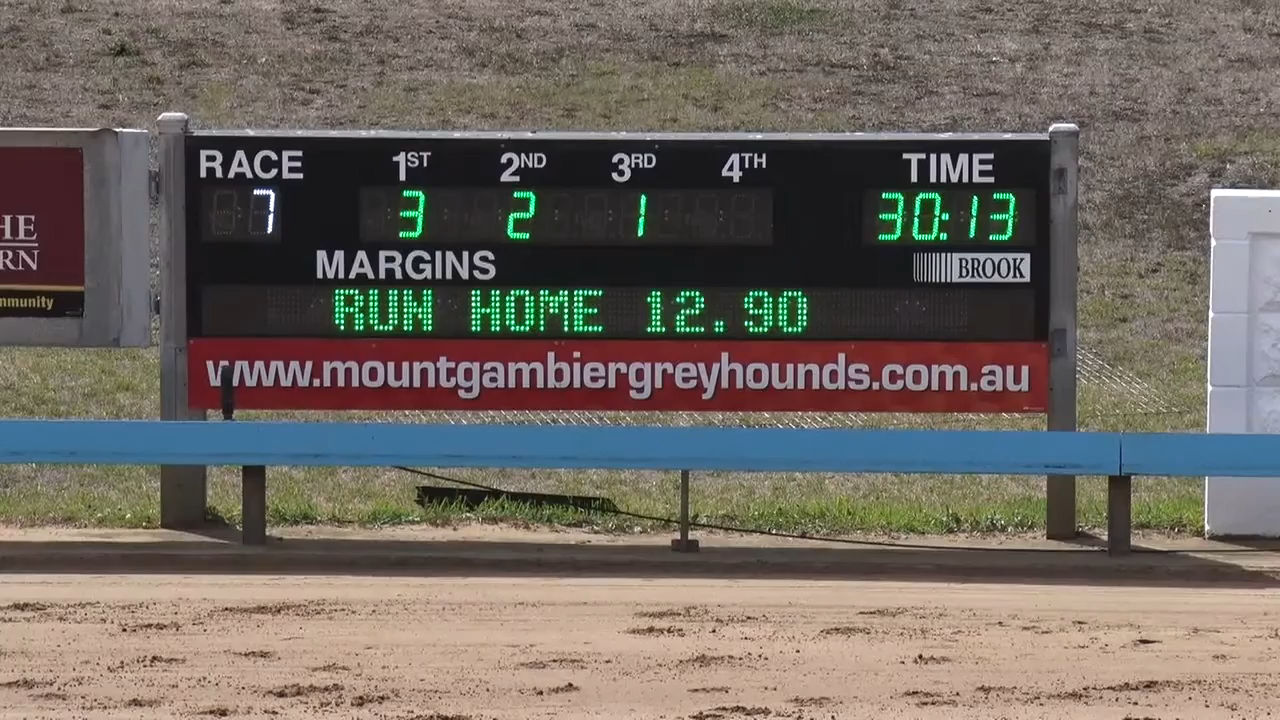 HE
RN
mmunity
RACE 1ST 2ND 3RD 4TH TIME
7 3 2 1 30:13
MARGINS BROOK
RUN HOME 12.90
www.mountgambiergreyhounds.com.au